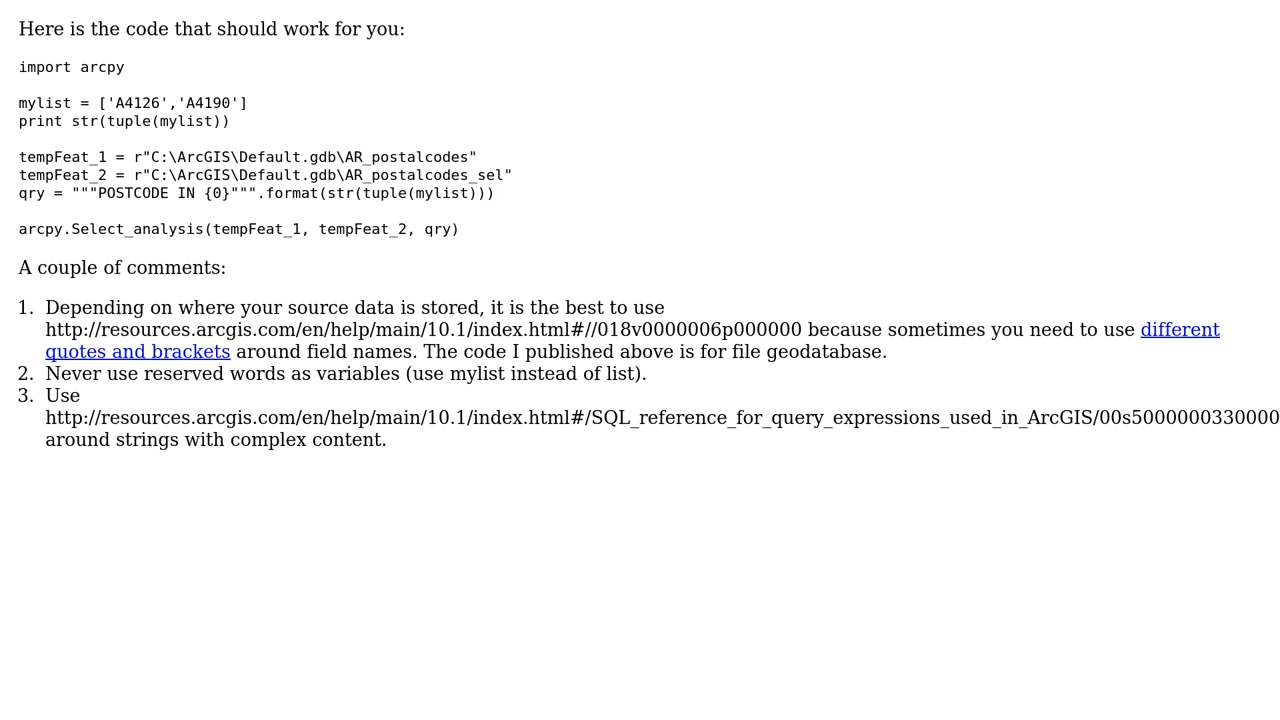 Here is the code that should work for you:
import arcpy
mylist = ['A4126','A4190']
print str(tuple(mylist))
tempFeat_1 = r"C:\ArcGIS\Default.gdb\AR_postalcodes"
tempFeat_2 = r"C:\ArcGIS\Default.gdb\AR_postalcodes_sel"
qry = """POSTCODE IN {0}""".format(str(tuple(mylist)))
arcpy.Select_analysis(tempFeat_1, tempFeat_2, qry)
A couple of comments:
1. Depending on where your source data is stored, it is the best to use
http://resources.arcgis.com/en/help/main/10.1/index.html#//018v0000006p000000 because sometimes you need to use different
quotes and brackets around field names. The code I published above is for file geodatabase.
2. Never use reserved words as variables (use mylist instead of list).
3. Use
http://resources.arcgis.com/en/help/main/10.1/index.html#/SQL_reference_for_query_expressions_used_in_ArcGIS/00s5000000330000
around strings with complex content.